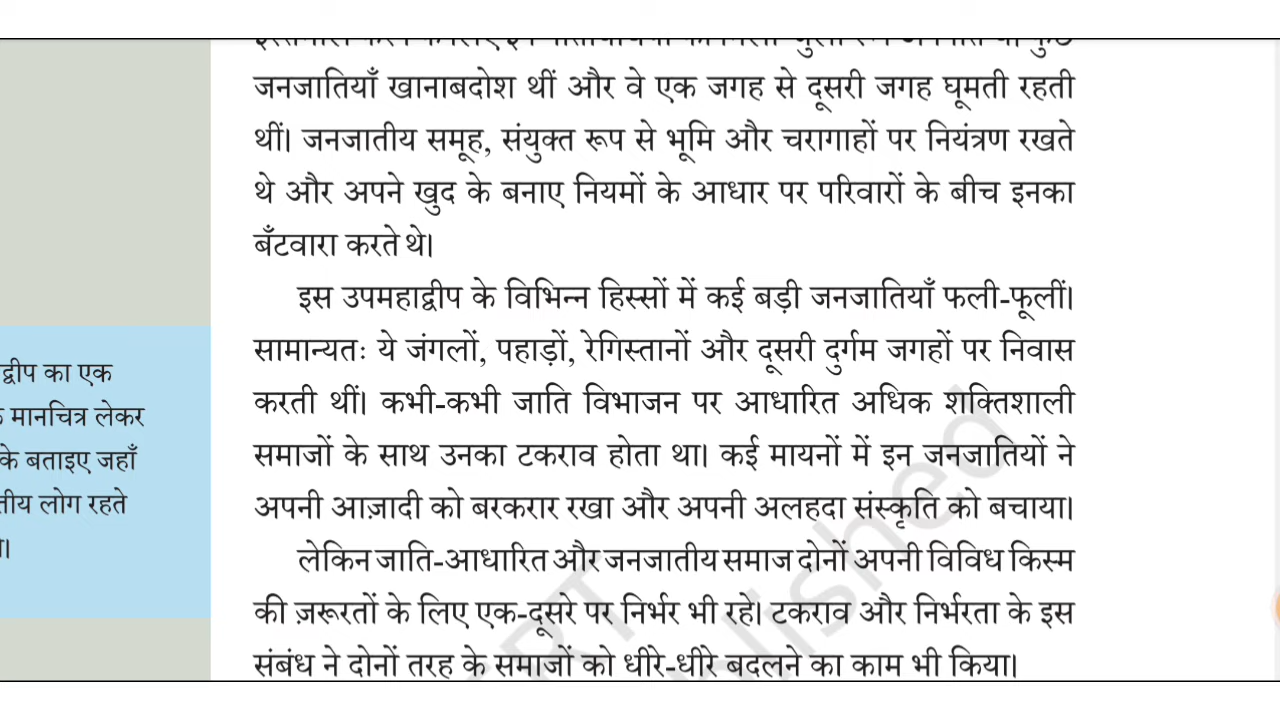 जनजातियाँ खानाबदोश थीं और वे एक जगह से दूसरी जगह घूमती रहती
थीं। जनजातीय समूह, संयुक्त रूप से भूमि और चरागाहों पर नियंत्रण रखते
थे और अपने खुद के बनाए नियमों के आधार पर परिवारों के बीच इनका
बँटवारा करते थे।
इस उपमहाद्वीप के विभिन्न हिस्सों में कई बड़ी जनजातियाँ फली-फूलीं।
सामान्यतः ये जंगलों, पहाड़ों, रेगिस्तानों और दूसरी दुर्गम जगहों पर निवास
करती थीं। कभी-कभी जाति विभाजन पर आधारित अधिक शक्तिशाली
समाजों के साथ उनका टकराव होता था। कई मायनों में इन जनजातियों ने
अपनी आज़ादी को बरकरार रखा और अपनी अलहदा संस्कृति को बचाया।
लेकिन जाति-आधारित और जनजातीय समाज दोनों अपनी विविध किस्म
की ज़रूरतों के लिए एक-दूसरे पर निर्भर भी रहे। टकराव और निर्भरता के इस
संबंध ने दोनों तरह के समाजों को धीरे-धीरे बदलने का काम भी किया।
द्वीप का एक
मानचित्र लेकर
के बताइए जहाँ
लोग रहते